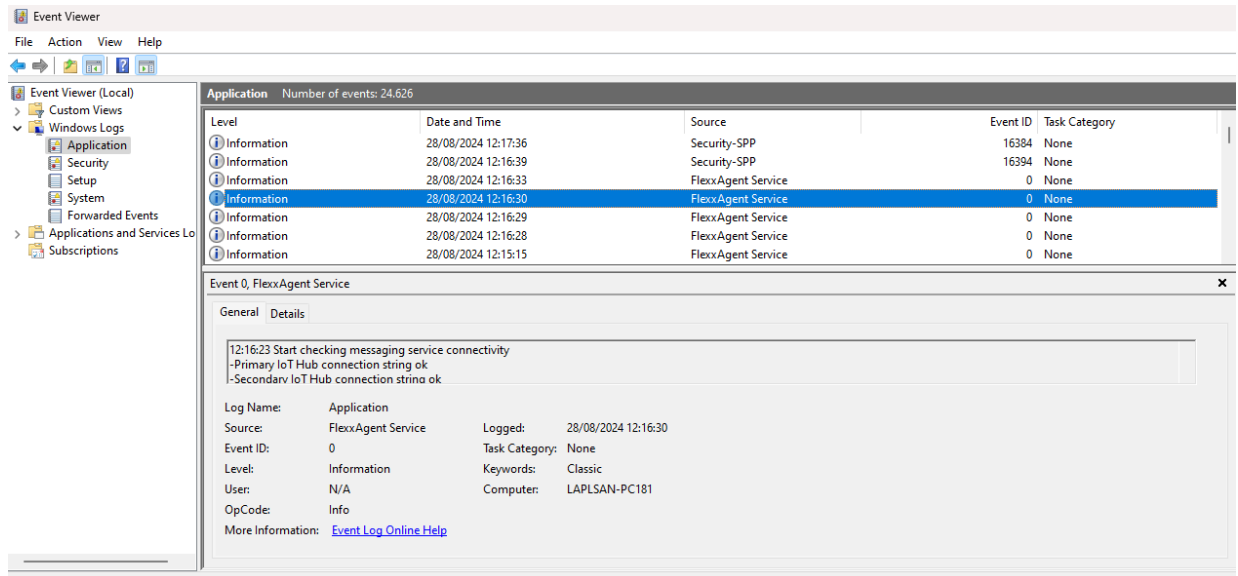 Event Viewer
File Action View Help
Event Viewer (Local)
Custom Views
Windows Logs
Application
Security
Setup
System
Forwarded Events
Applications and Services Lo
Subscriptions
Application Number of events: 24.626
Level Date and Time Source Event ID Task Category
Information 28/08/2024 12:17:36 Security-SPP 16384 None
Information 28/08/2024 12:16:39 Security-SPP 16394 None
Information 28/08/2024 12:16:33 FlexxAgent Service 0 None
Information 28/08/2024 12:16:30 FlexxAgent Service 0 None
Information 28/08/2024 12:16:29 FlexxAgent Service 0 None
Information 28/08/2024 12:16:28 FlexxAgent Service 0 None
Information 28/08/2024 12:15:15 FlexxAgent Service 0 None
Event 0, FlexxAgent Service
General Details
12:16:23 Start checking messaging service connectivity
-Primary IoT Hub connection string ok
-Secondary IoT Hub connection string ok
Log Name: Application
Source: FlexxAgent Service Logged: 28/08/2024 12:16:30
Event ID: 0 Task Category: None
Level: Information Keywords: Classic
User: N/A Computer: LAPLSAN-PC181
OpCode: Info
More Information: Event Log Online Help